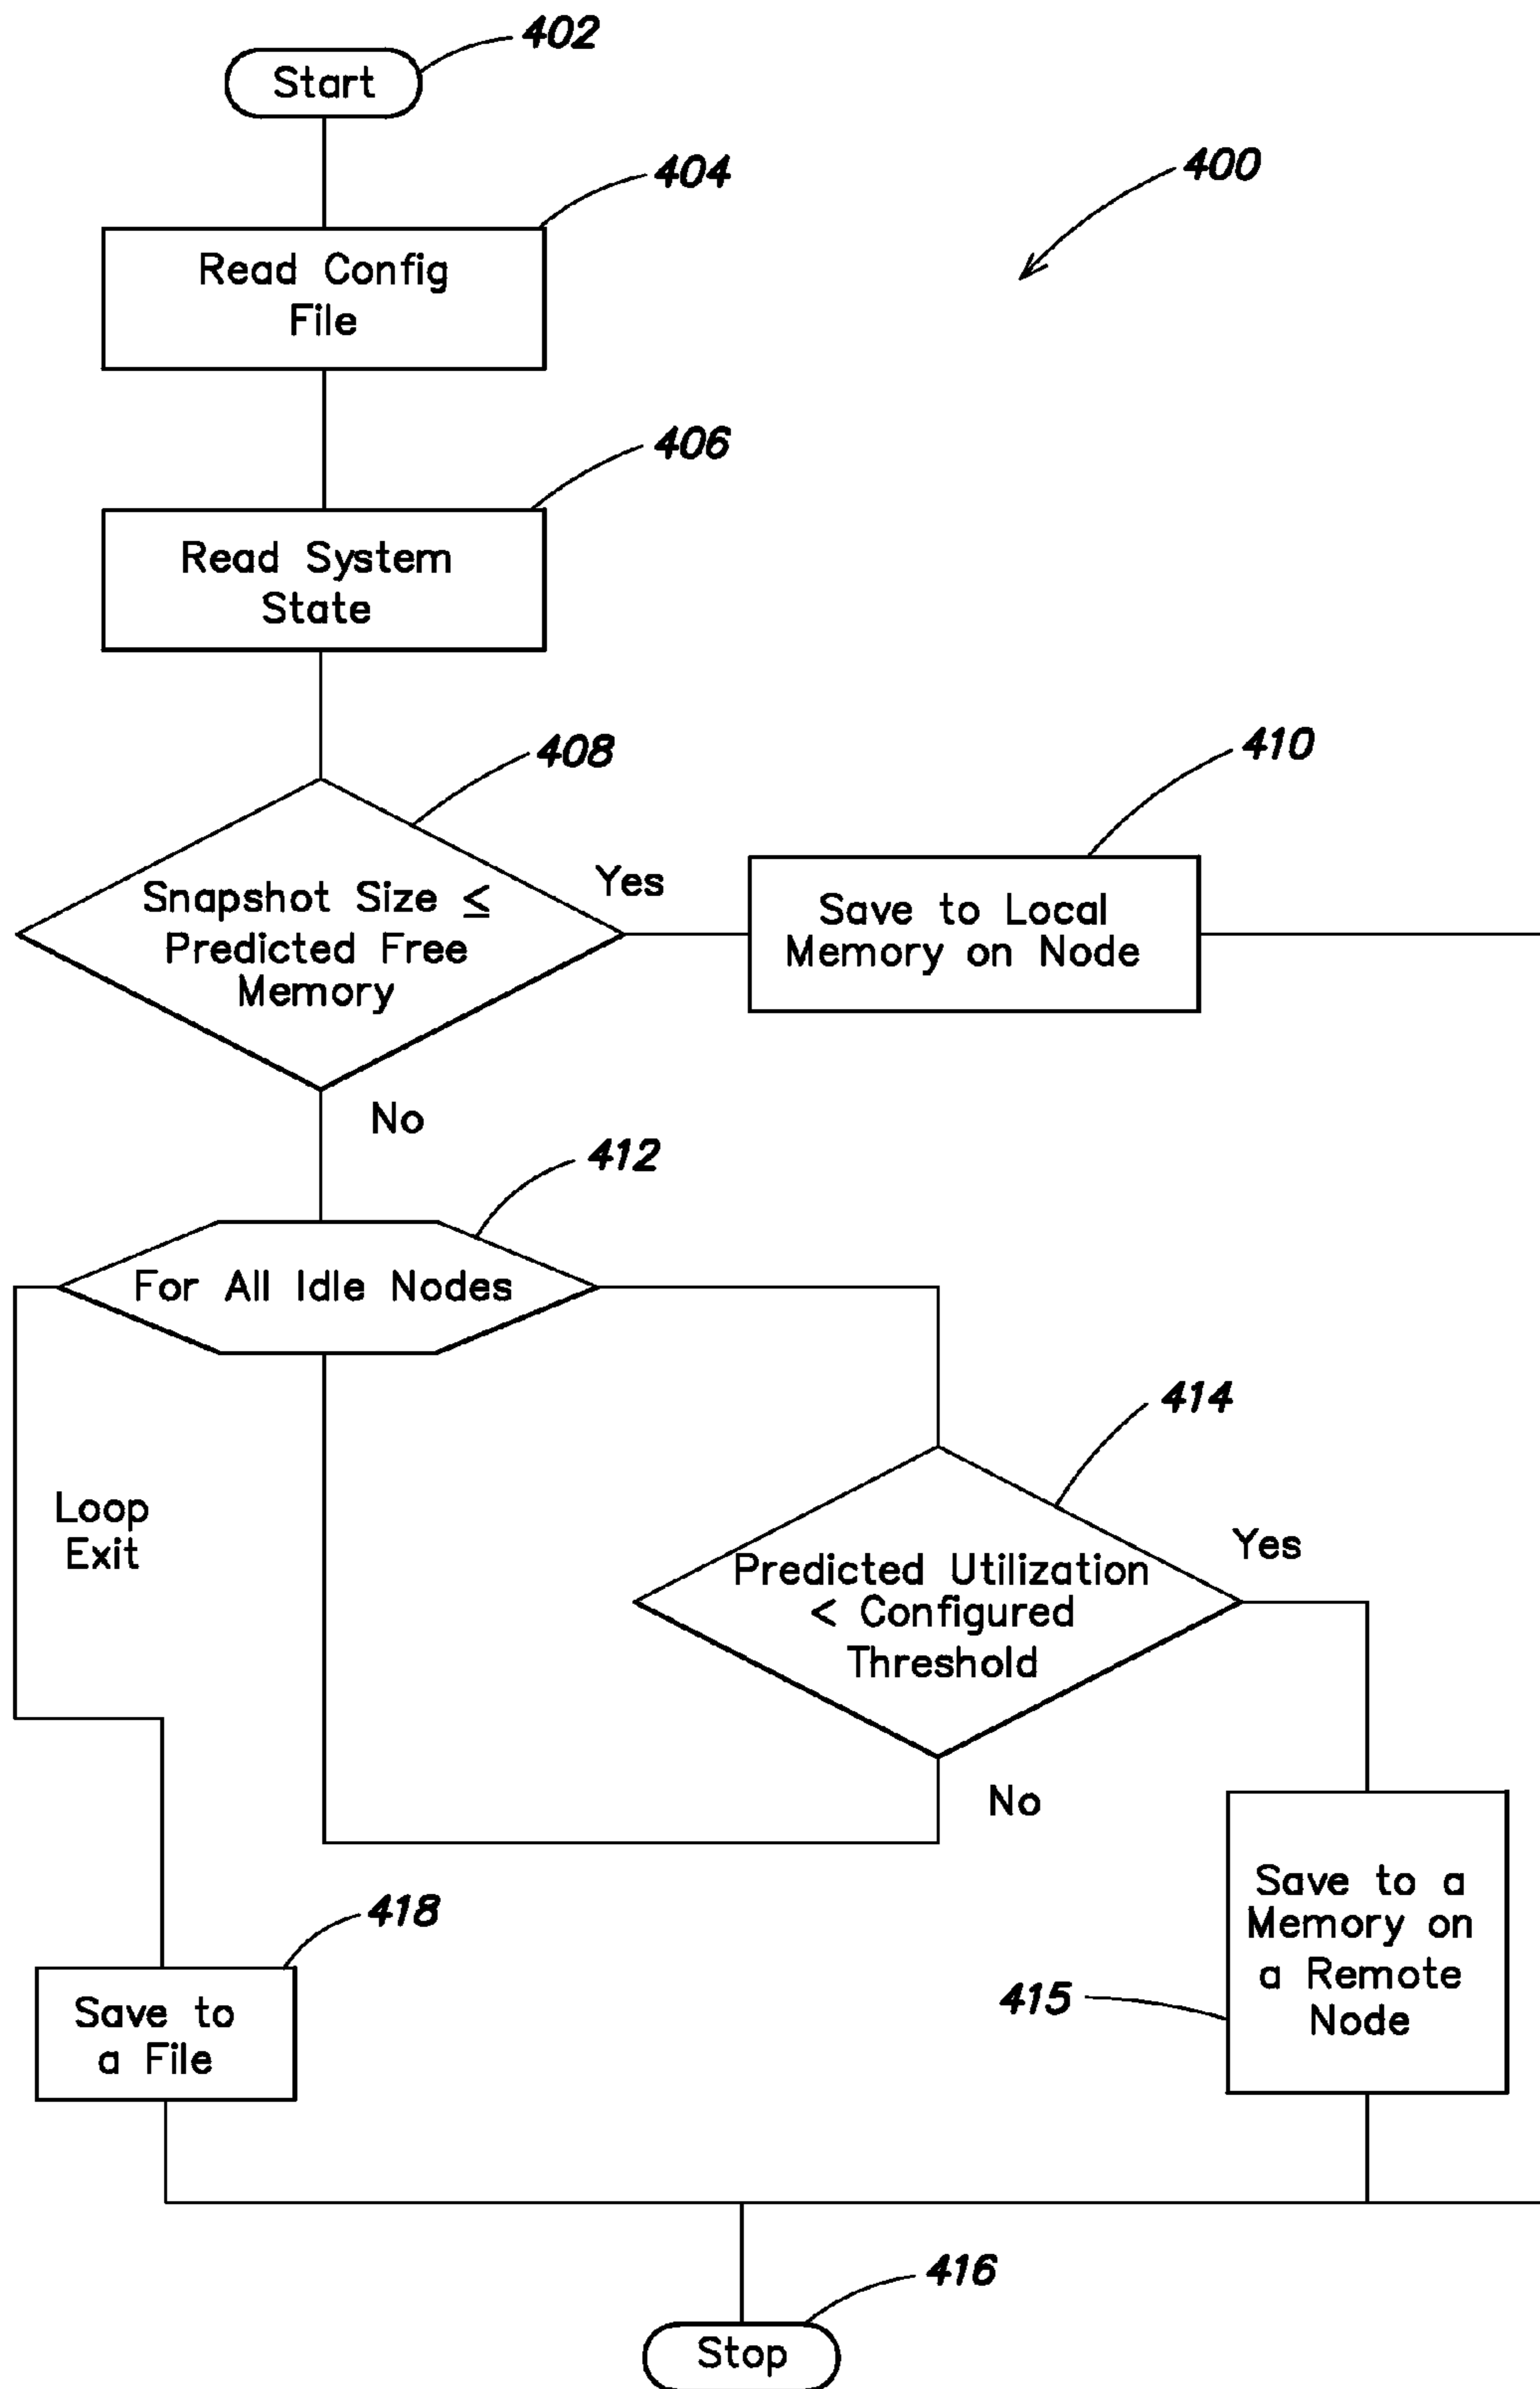 402
Start
404
400
Read Config
File
406
Read System
State
408
410
Yes
Snapshot Size ≤
Predicted Free
Memory
Save to Local
Memory on Node
No
412
For All Idle Nodes
414
Loop
Exit
Yes
Predicted Utilization
< Configured
Threshold
No
418
Save to a
Memory on
a Remote
Node
415
Save to
a File
416
Stop